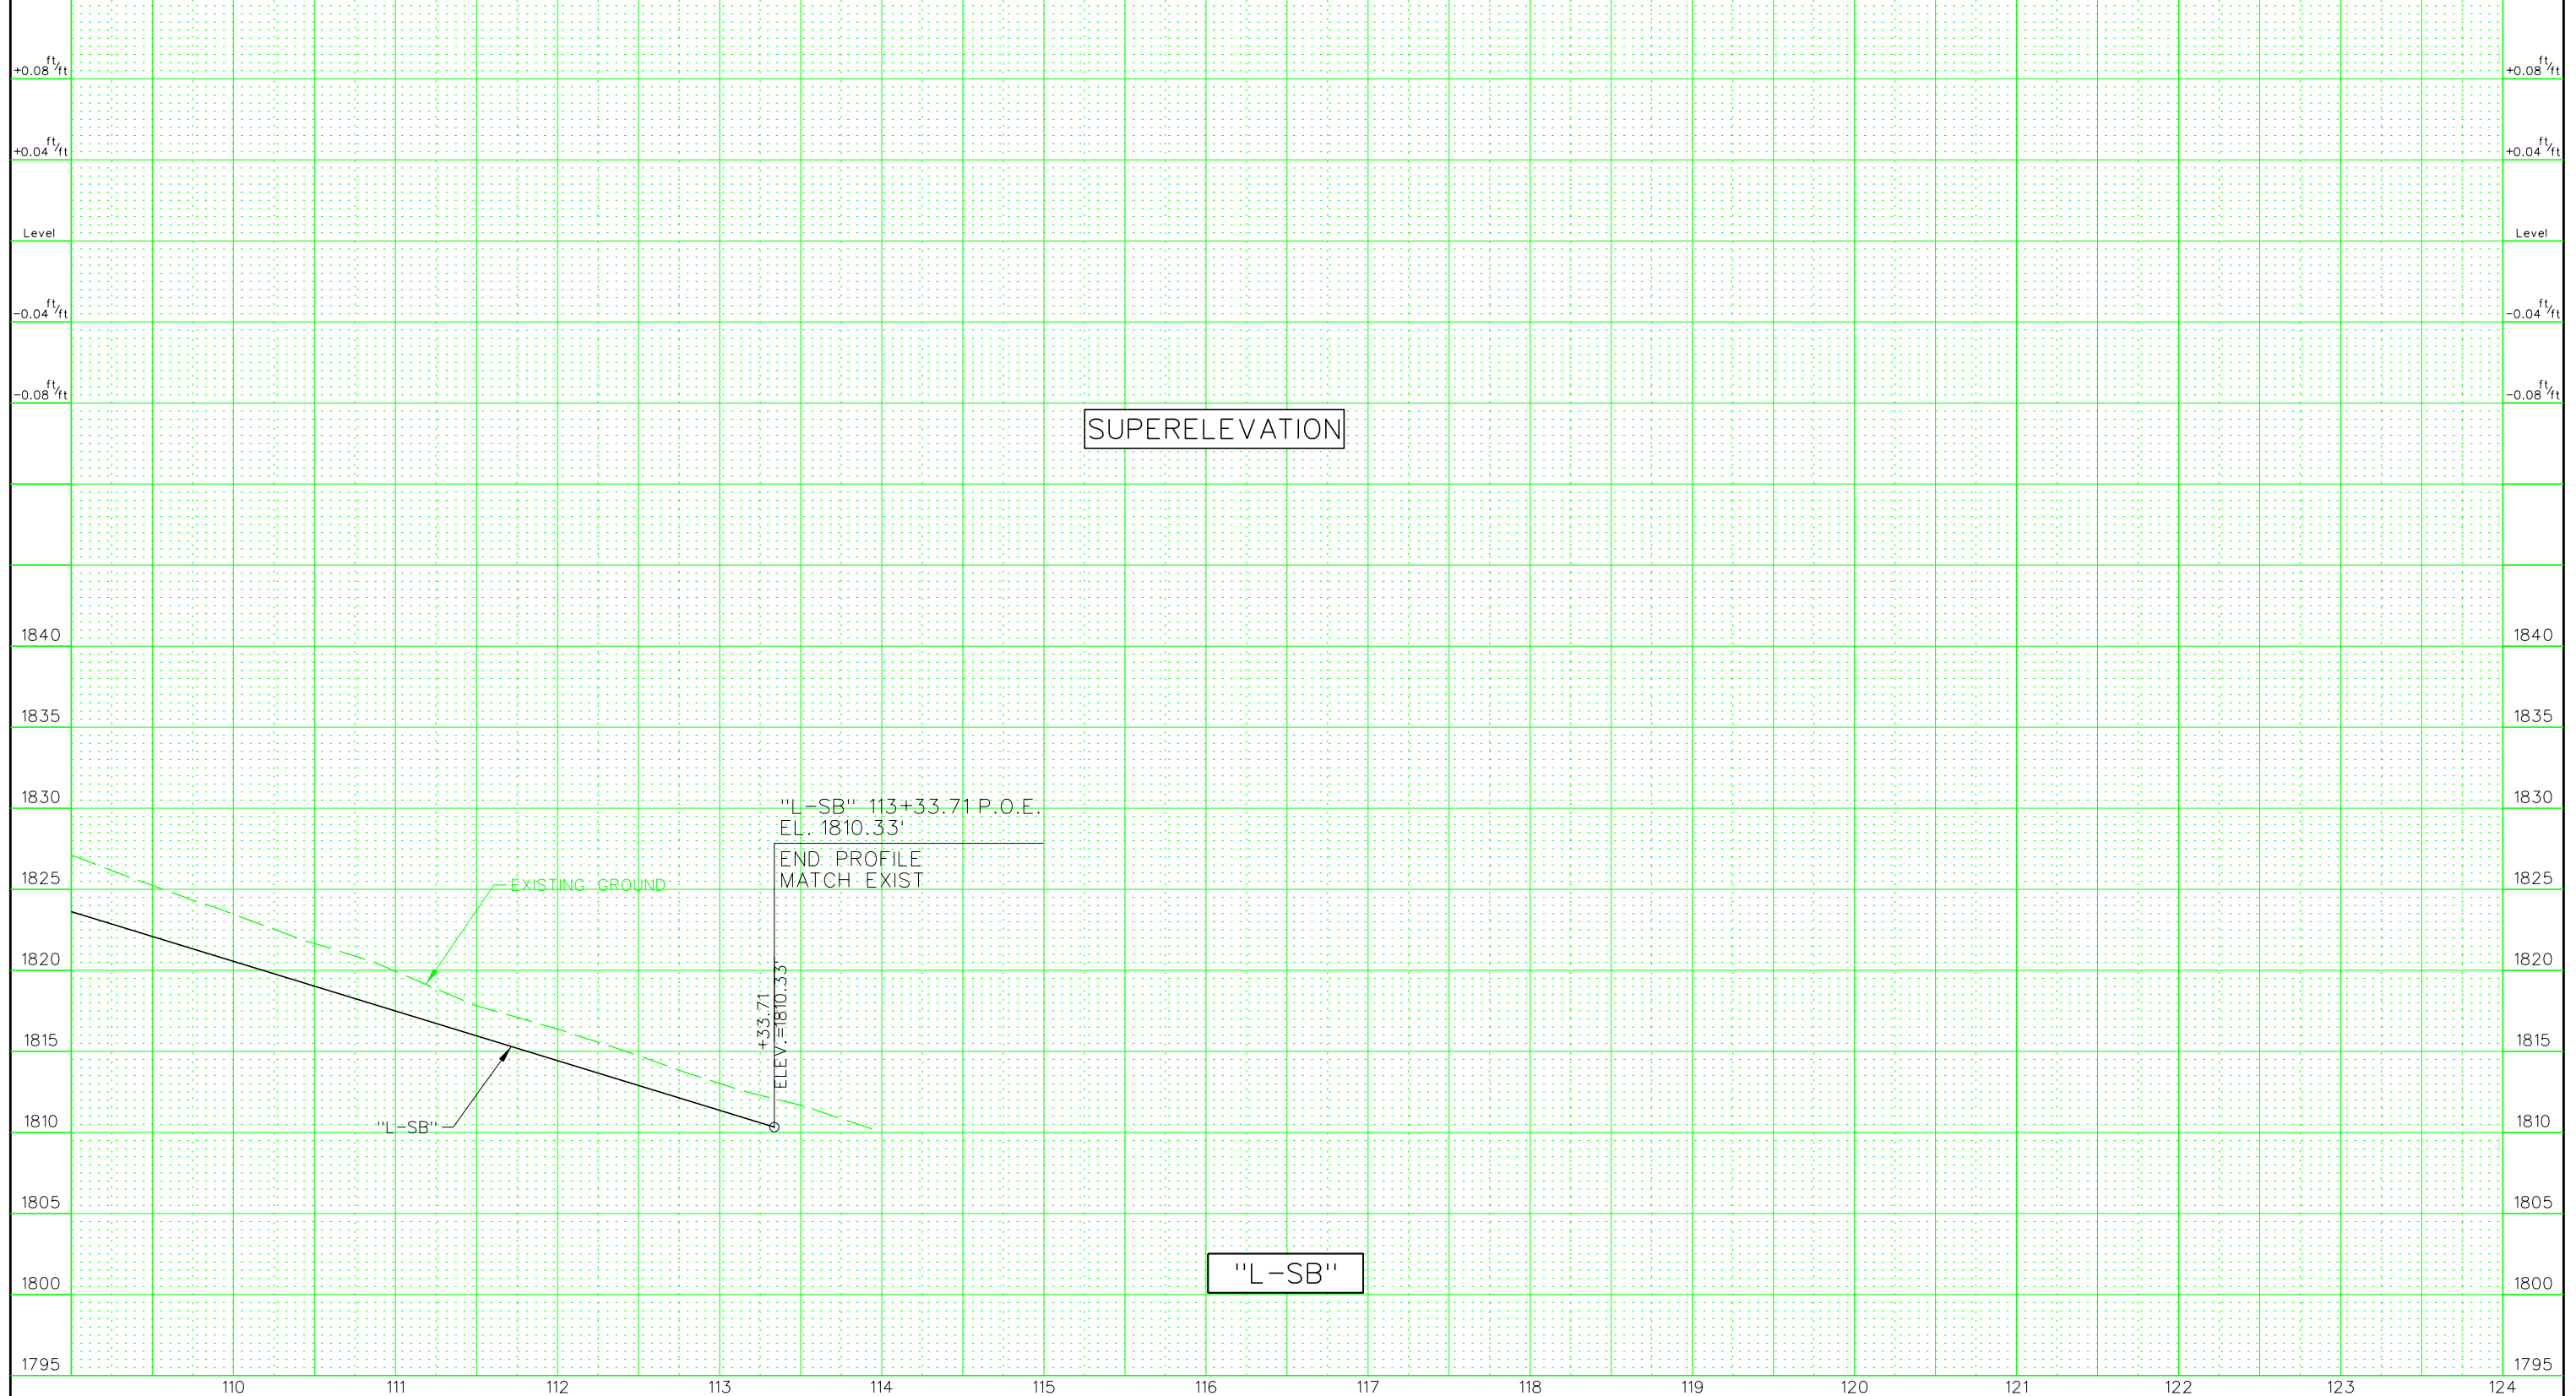 +0.08 ft/ft +0.08 ft/ft
+0.04 ft/ft +0.04 ft/ft
Level Level
-0.04 ft/ft -0.04 ft/ft
-0.08 ft/ft -0.08 ft/ft
SUPERELEVATION
1840 1840
1835 1835
1830 1830
"L-SB" 113+33.71 P.O.E.
EL. 1810.33'
END PROFILE
MATCH EXIST
1825 1825
EXISTING GROUND
1820 1820
+33.71
ELEV.=1810.33'
1815 1815
1810 1810
"L-SB"
1805 1805
1800 1800
"L-SB"
1795 1795
110 111 112 113 114 115 116 117 118 119 120 121 122 123 124